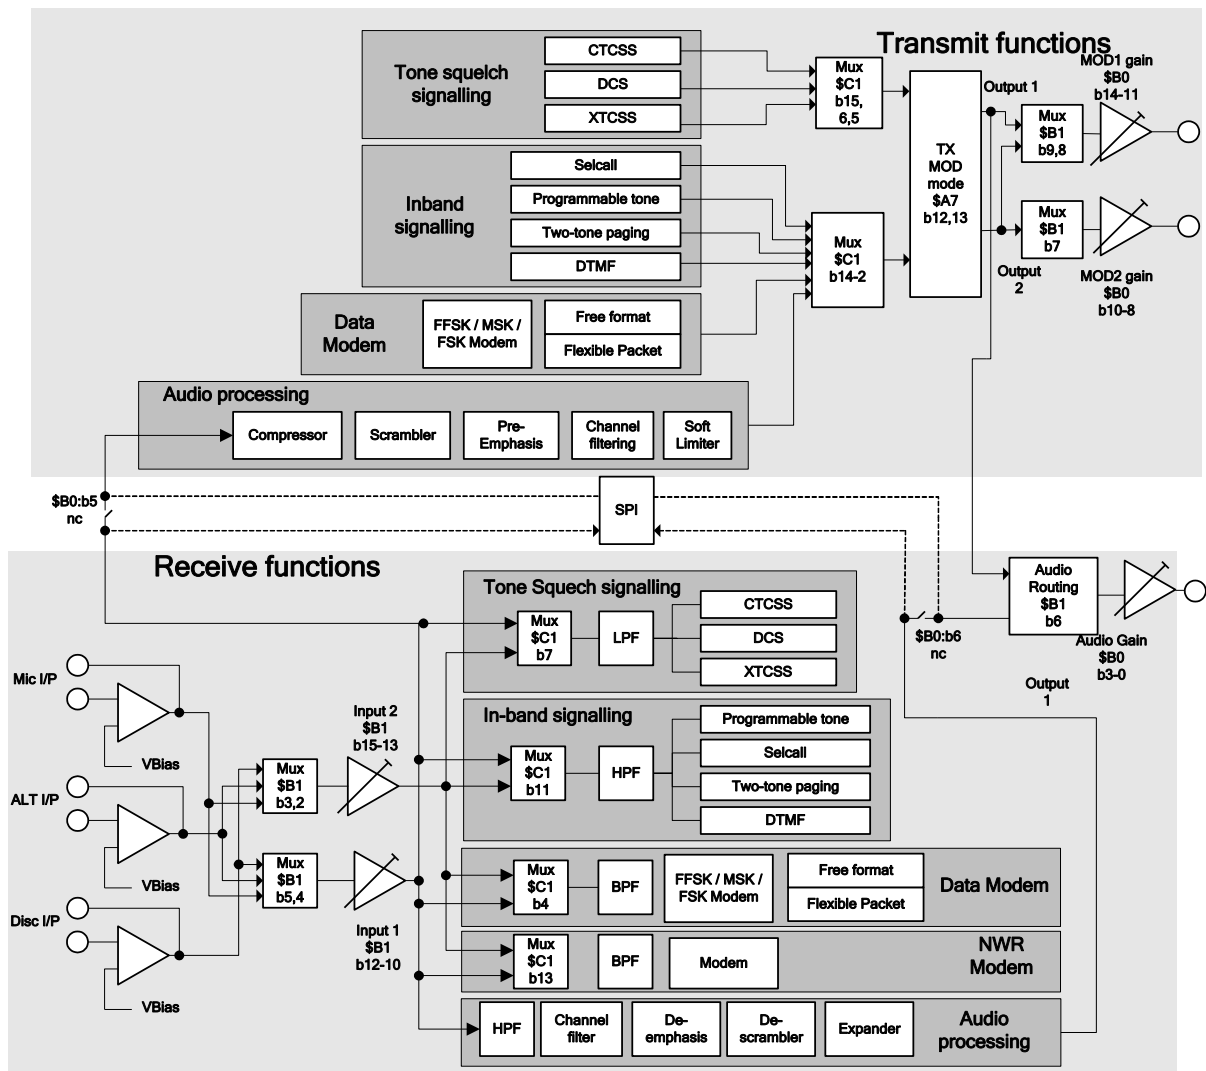 Transmit functions
Tone squelch
signalling
CTCSS
DCS
XTCSS
Mux
$C1
b15,
6,5
Inband
signalling
Selcall
Programmable tone
Two-tone paging
DTMF
Mux
$C1
b14-2
Data
Modem
FFSK / MSK /
FSK Modem
Free format
Flexible Packet
Audio processing
Compressor
Scrambler
Pre-
Emphasis
Channel
filtering
Soft
Limiter
TX
MOD
mode
$A7
b12,13
Output 1
Mux
$B1
b9,8
MOD1 gain
$B0
b14-11
Mux
$B1
b7
Output
2
MOD2 gain
$B0
b10-8
$B0:b5
nc
SPI
Receive functions
Audio
Routing
$B1
b6
Audio Gain
$B0
b3-0
$B0:b6
nc
Output
1
Tone Squech signalling
Mux
$C1
b7
LPF
CTCSS
DCS
XTCSS
Mic I/P
VBias
ALT I/P
VBias
Disc I/P
VBias
Mux
$B1
b3,2
Input 2
$B1
b15-13
Mux
$B1
b5,4
Input 1
$B1
b12-10
In-band signalling
Mux
$C1
b11
HPF
Programmable tone
Selcall
Two-tone paging
DTMF
Mux
$C1
b4
BPF
FFSK / MSK /
FSK Modem
Free format
Flexible Packet
Data Modem
Mux
$C1
b13
BPF
Modem
NWR
Modem
HPF
Channel
filter
De-
emphasis
De-
scrambler
Expander
Audio
processing